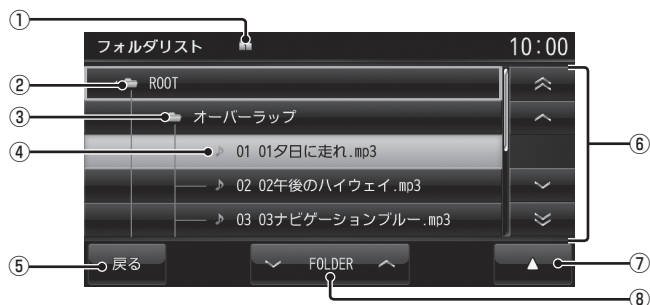 ①
フォルダリスト 10:00
② ROOT
③ オーバーラップ
④ 01 01夕日に走れ.mp3
⑥
02 02午後のハイウェイ.mp3
03 03ナビゲーションブルー.mp3
⑤ 戻る FOLDER ⑦
⑧